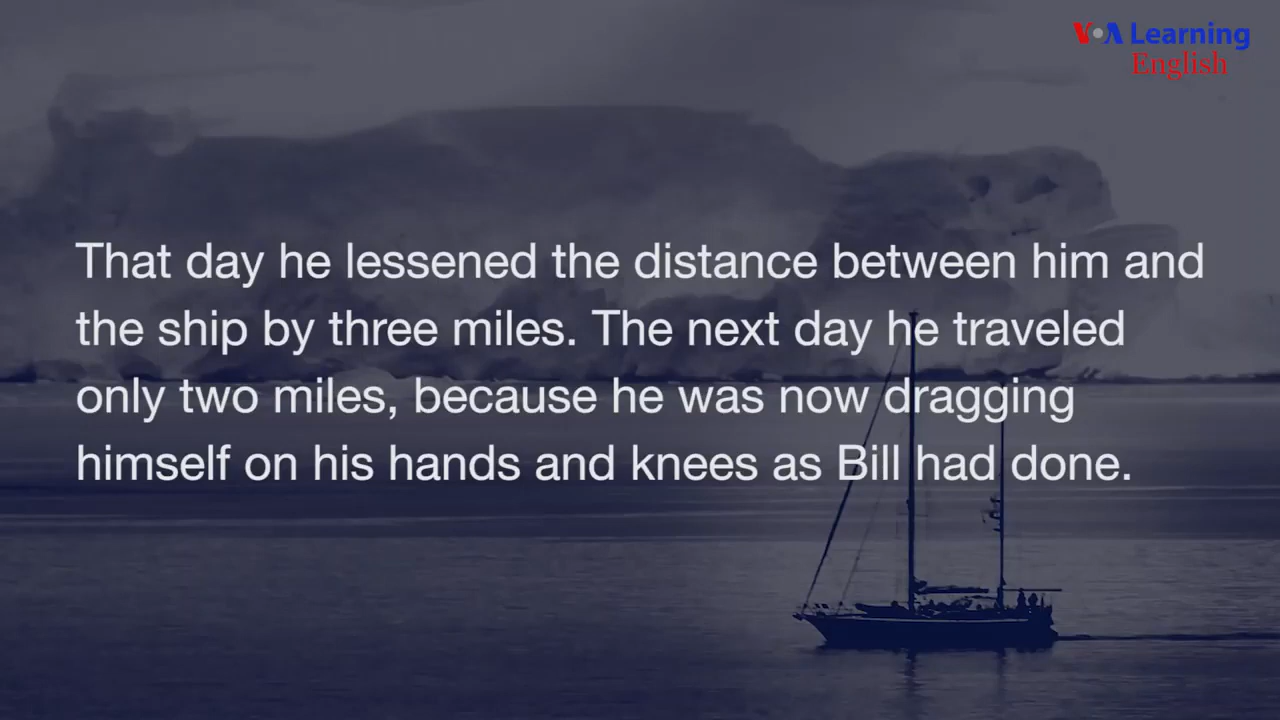 VOA Learning
English
That day he lessened the distance between him and
the ship by three miles. The next day he traveled
only two miles, because he was now dragging
himself on his hands and knees as Bill had done.